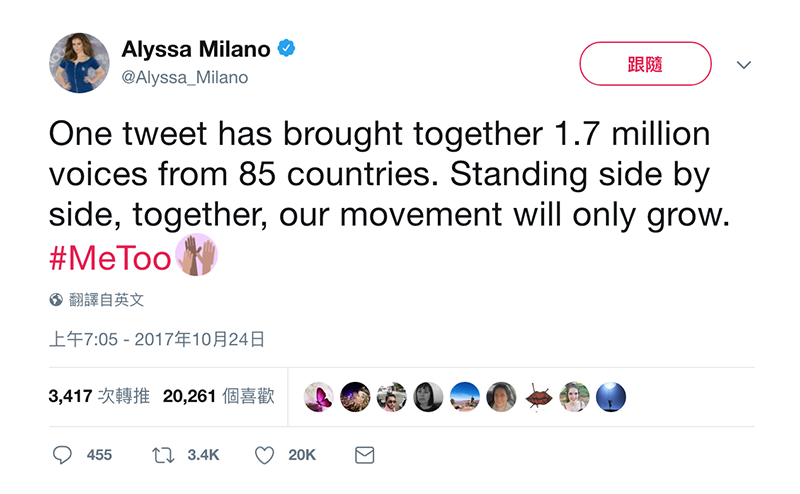 Alyssa Milano
@Alyssa_Milano
跟隨
One tweet has brought together 1.7 million
voices from 85 countries. Standing side by
side, together, our movement will only grow.
#MeToo
翻譯自英文
上午7:05 - 2017年10月24日
3,417 次轉推 20,261 個喜歡
455 3.4K 20K